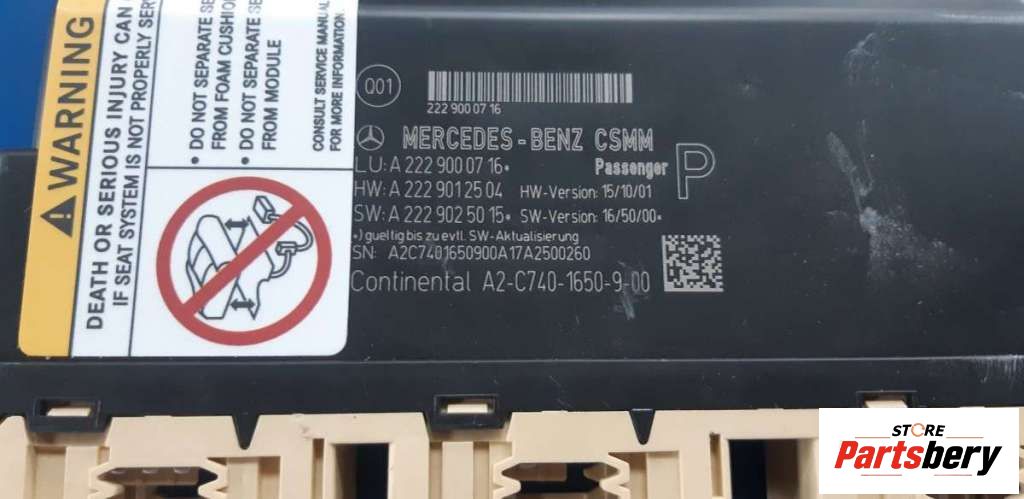 WARNING
DEATH OR SERIOUS INJURY CAN
IF SEAT SYSTEM IS NOT PROPERLY
• DO NOT SEPARATE
FROM FOAM CUSHION
• DO NOT SEPARATE
FROM MODULE
CONSULT SERVICE MANUAL
FOR MORE INFORMATION
Q01
222 900 07 16
MERCEDES-BENZ CSMM
LU: A 222 900 07 16* Passenger P
HW: A 222 901 25 04 HW-Version: 15/10/01
SW: A 222 902 50 15* SW-Version: 16/50/00*
*) gueltig bis zu evtl. SW-Aktualisierung
SN: A2C7401650900A17A2500260
Continental A2-C740-1650-9-00
STORE
Partsbery